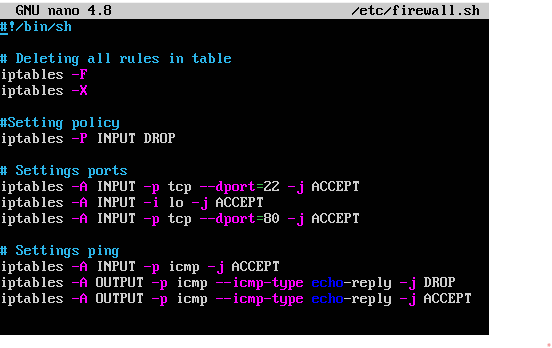 GNU nano 4.8 /etc/firewall.sh
#!/bin/sh
# Deleting all rules in table
iptables -F
iptables -X
#Setting policy
iptables -P INPUT DROP
# Settings ports
iptables -A INPUT -p tcp --dport=22 -j ACCEPT
iptables -A INPUT -i lo -j ACCEPT
iptables -A INPUT -p tcp --dport=80 -j ACCEPT
# Settings ping
iptables -A INPUT -p icmp -j ACCEPT
iptables -A OUTPUT -p icmp --icmp-type echo-reply -j DROP
iptables -A OUTPUT -p icmp --icmp-type echo-reply -j ACCEPT